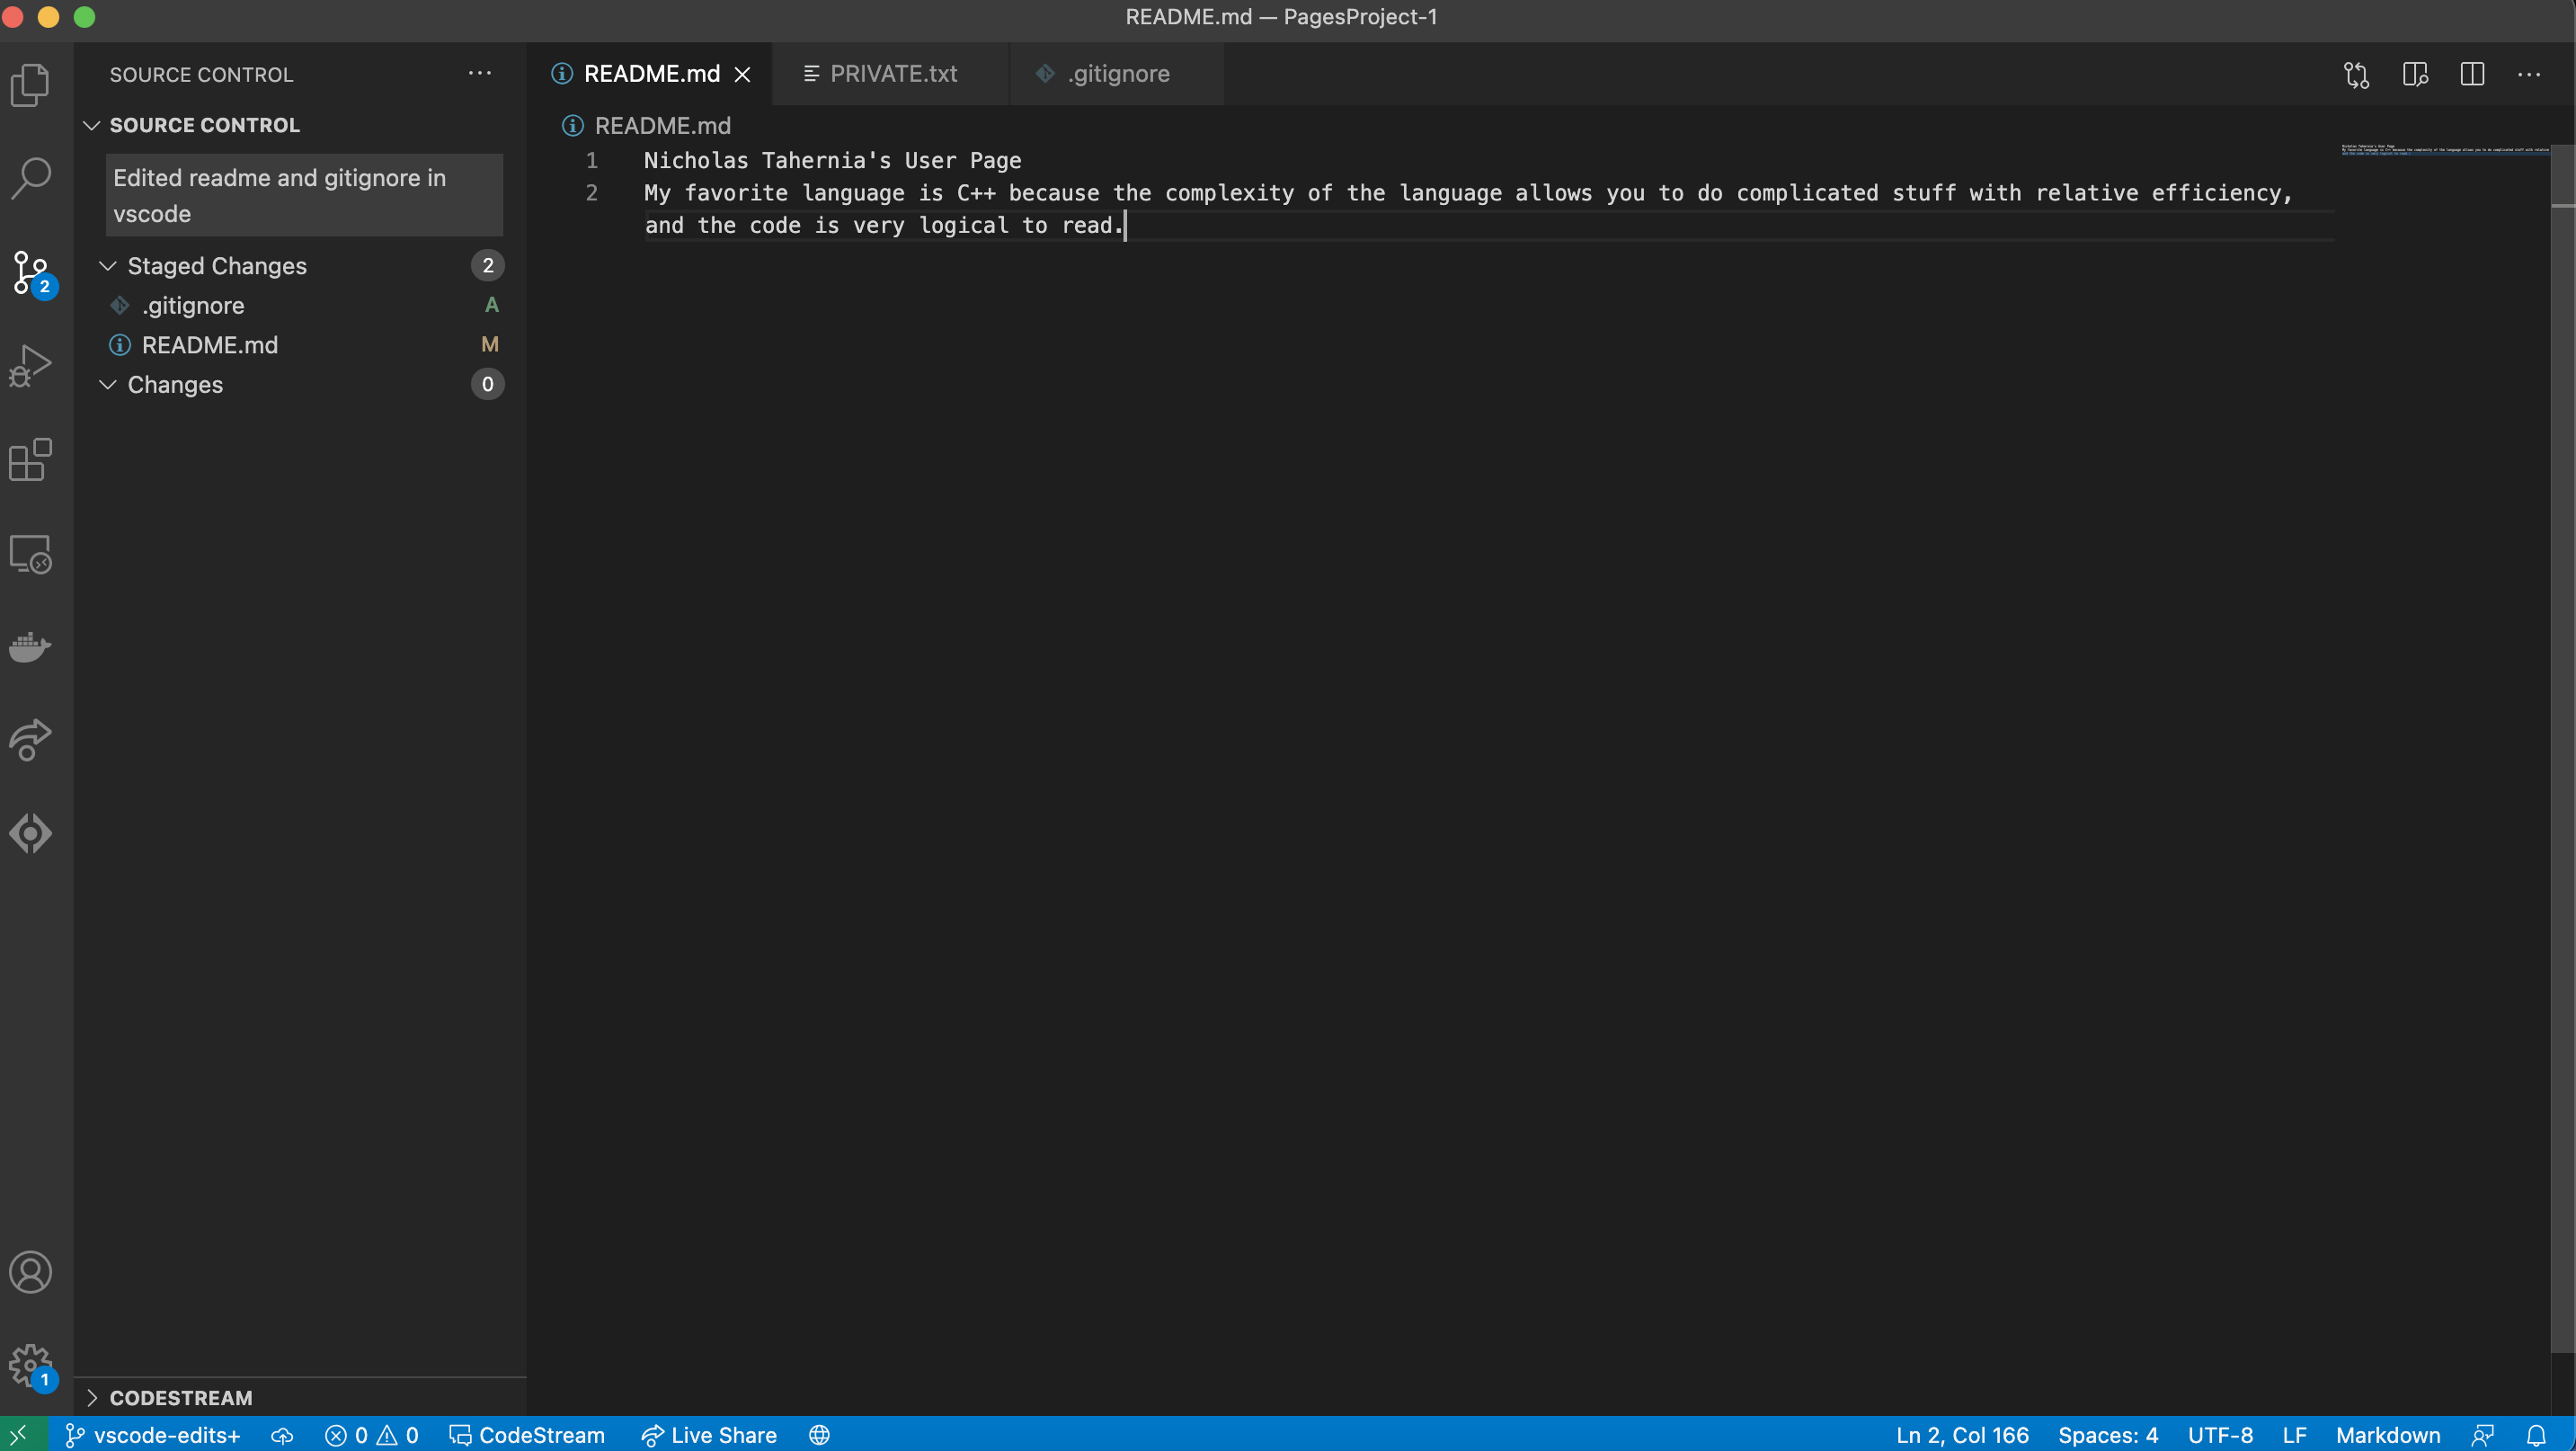 README.md — PagesProject-1
SOURCE CONTROL
README.md
PRIVATE.txt
.gitignore
SOURCE CONTROL
Edited readme and gitignore in
vscode
Staged Changes 2
.gitignore A
README.md M
Changes 0
2
1
README.md
1 Nicholas Tahernia's User Page
2 My favorite language is C++ because the complexity of the language allows you to do complicated stuff with relative efficiency,
and the code is very logical to read.
CODESTREAM
vscode-edits+ 0 0 CodeStream Live Share Ln 2, Col 166 Spaces: 4 UTF-8 LF Markdown